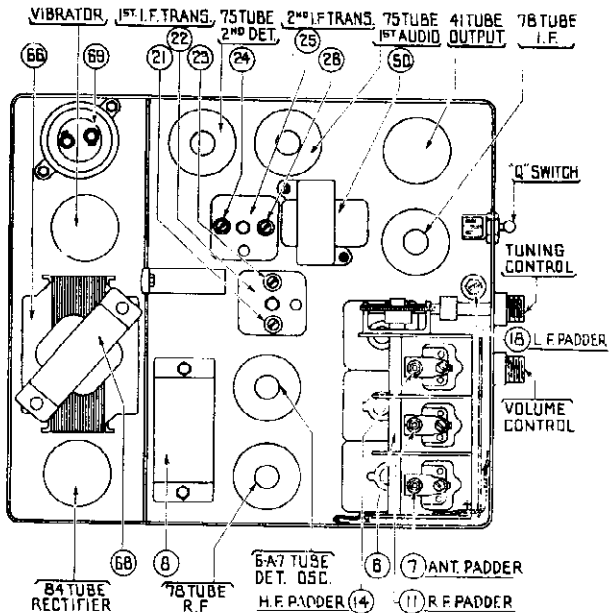 VIBRATOR
1ST. I.F. TRANS.
75 TUBE
2ND DET.
2ND I.F TRANS.
75 TUBE
1ST AUDIO
41 TUBE
OUTPUT
78 TUBE
I.F.
66
69
21
22
23
24
25
28
50
"Q" SWITCH
TUNING
CONTROL
18 L.F. PADDER
VOLUME
CONTROL
68
8
6
7 ANT. PADDER
84 TUBE
RECTIFIER
78 TUBE
R.F
6-A-7 TUBE
DET. OSC.
H.F. PADDER 14
11 R.F. PADDER